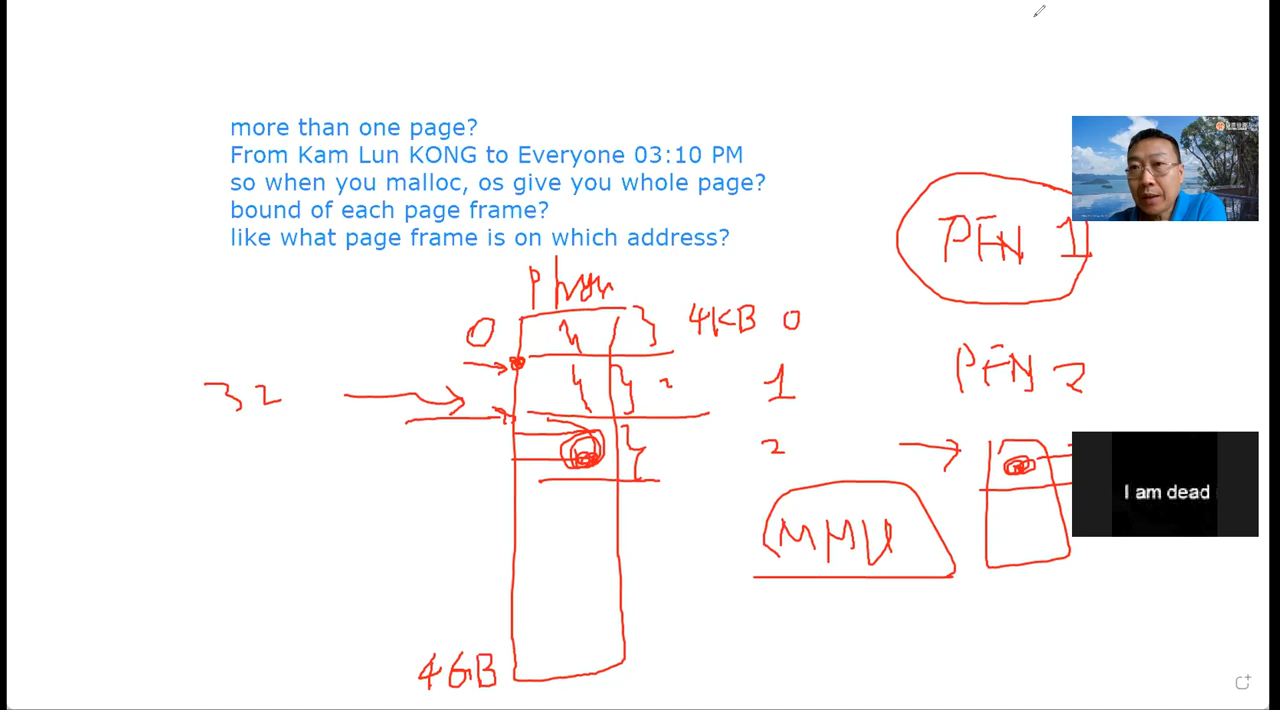 more than one page?
From Kam Lun KONG to Everyone 03:10 PM
so when you malloc, os give you whole page?
bound of each page frame?
like what page frame is on which address?
PFN 1
0
4KB 0
1
PFN 2
32
2
I am dead
MMU
4GB